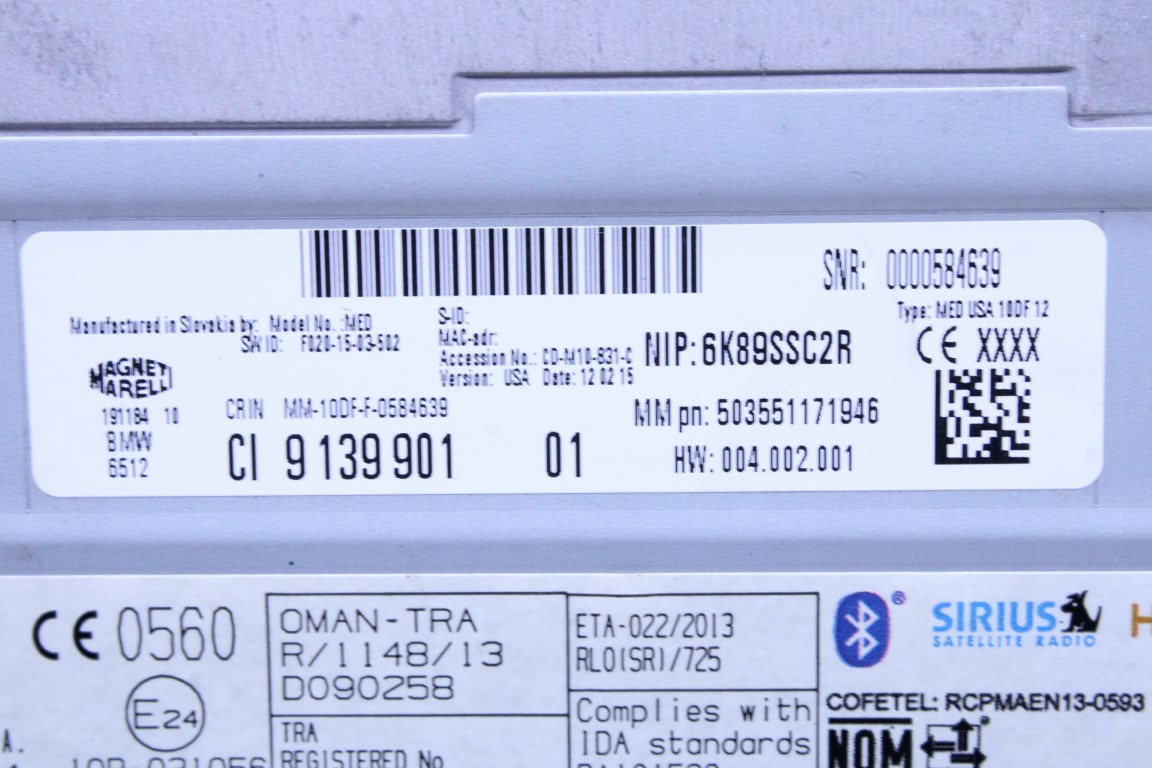 SNR: 0000584639
Manufactured in Slovakia by: Model No.:MED
SW ID: F020-15-03-502
S-ID:
MAC-adr:
Accession No.: CD-M10-831-C
Version: USA Date: 12 02 15
NIP: 6K89SSC2R
Type: MED USA 10DF 12
CE XXXX
MAGNETI
MARELLI
191184 10
BMW
6512
CRIN MM-10DF-F-0584639
MM pn: 503551171946
CI 9 139 901 01
HW: 004.002.001
CE 0560
E24
OMAN-TRA
R/1148/13
D090258
TRA
REGISTERED No
ETA-022/2013
RLO(SR)/725
Complies with
IDA standards
SIRIUS
SATELLITE RADIO
COFETEL: RCPMAEN13-0593
NOM